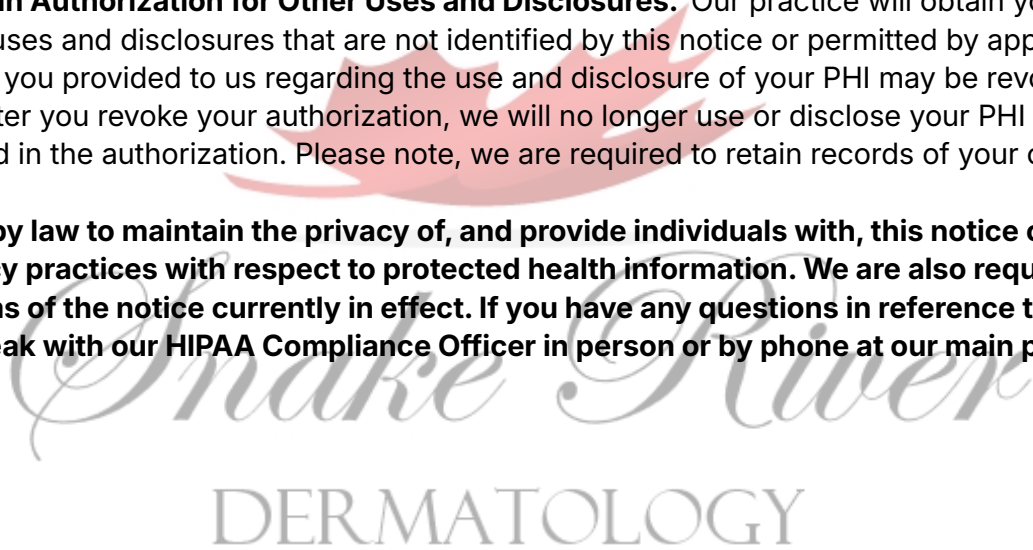 in Authorization for Other Uses and Disclosures. Our practice will obtain yo
uses and disclosures that are not identified by this notice or permitted by app
you provided to us regarding the use and disclosure of your PHI may be revo
ter you revoke your authorization, we will no longer use or disclose your PHI
d in the authorization. Please note, we are required to retain records of your c
by law to maintain the privacy of, and provide individuals with, this notice o
cy practices with respect to protected health information. We are also requ
ns of the notice currently in effect. If you have any questions in reference t
eak with our HIPAA Compliance Officer in person or by phone at our main p
Snake River
DERMATOLOGY